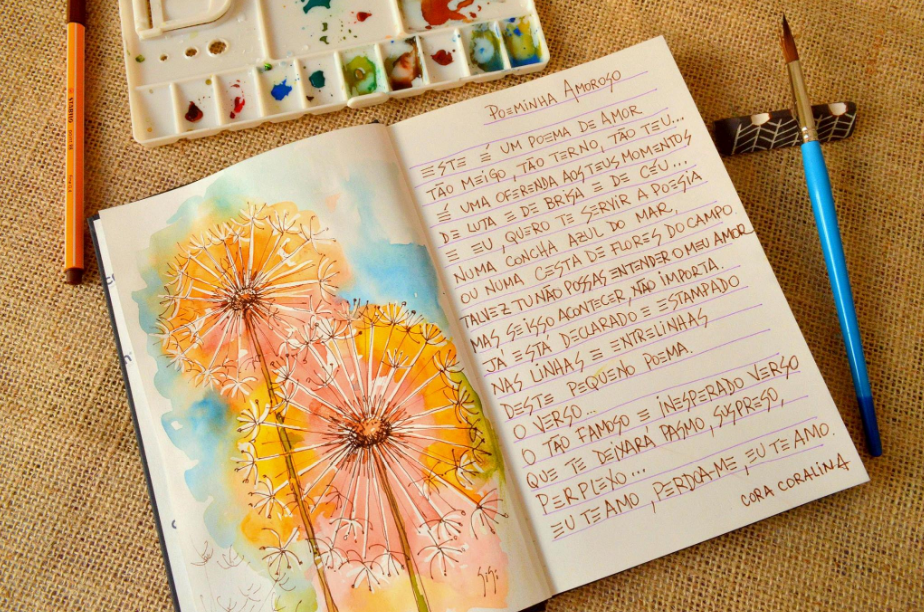 POEMINHA AMOROSO
ESTE É UM POEMA DE AMOR
TÃO MEIGO, TÃO TERNO, TÃO TEU...
É UMA OFERENDA AOS TEUS MOMENTOS
DE LUTA E DE BRISA E DE CÉU...
E EU QUERO TE SERVIR A POESIA
NUMA CONCHA AZUL DO MAR,
OU NUMA CESTA DE FLORES DO CAMPO.
TALVEZ TU NÃO POSSAS ENTENDER O MEU AMOR
MAS SE ISSO ACONTECER, NÃO IMPORTA.
JÁ ESTÁ DECLARADO E ESTAMPADO
NAS LINHAS E ENTRELINHAS
DESTE PEQUENO POEMA.
O VERSO...
O TÃO FAMOSO E INESPERADO VERSO
QUE TE DEIXARÁ PASMO, SUSPRESO,
PERPLEXO...
EU TE AMO, PERDOA-ME, EU TE AMO.
CORA CORALINA